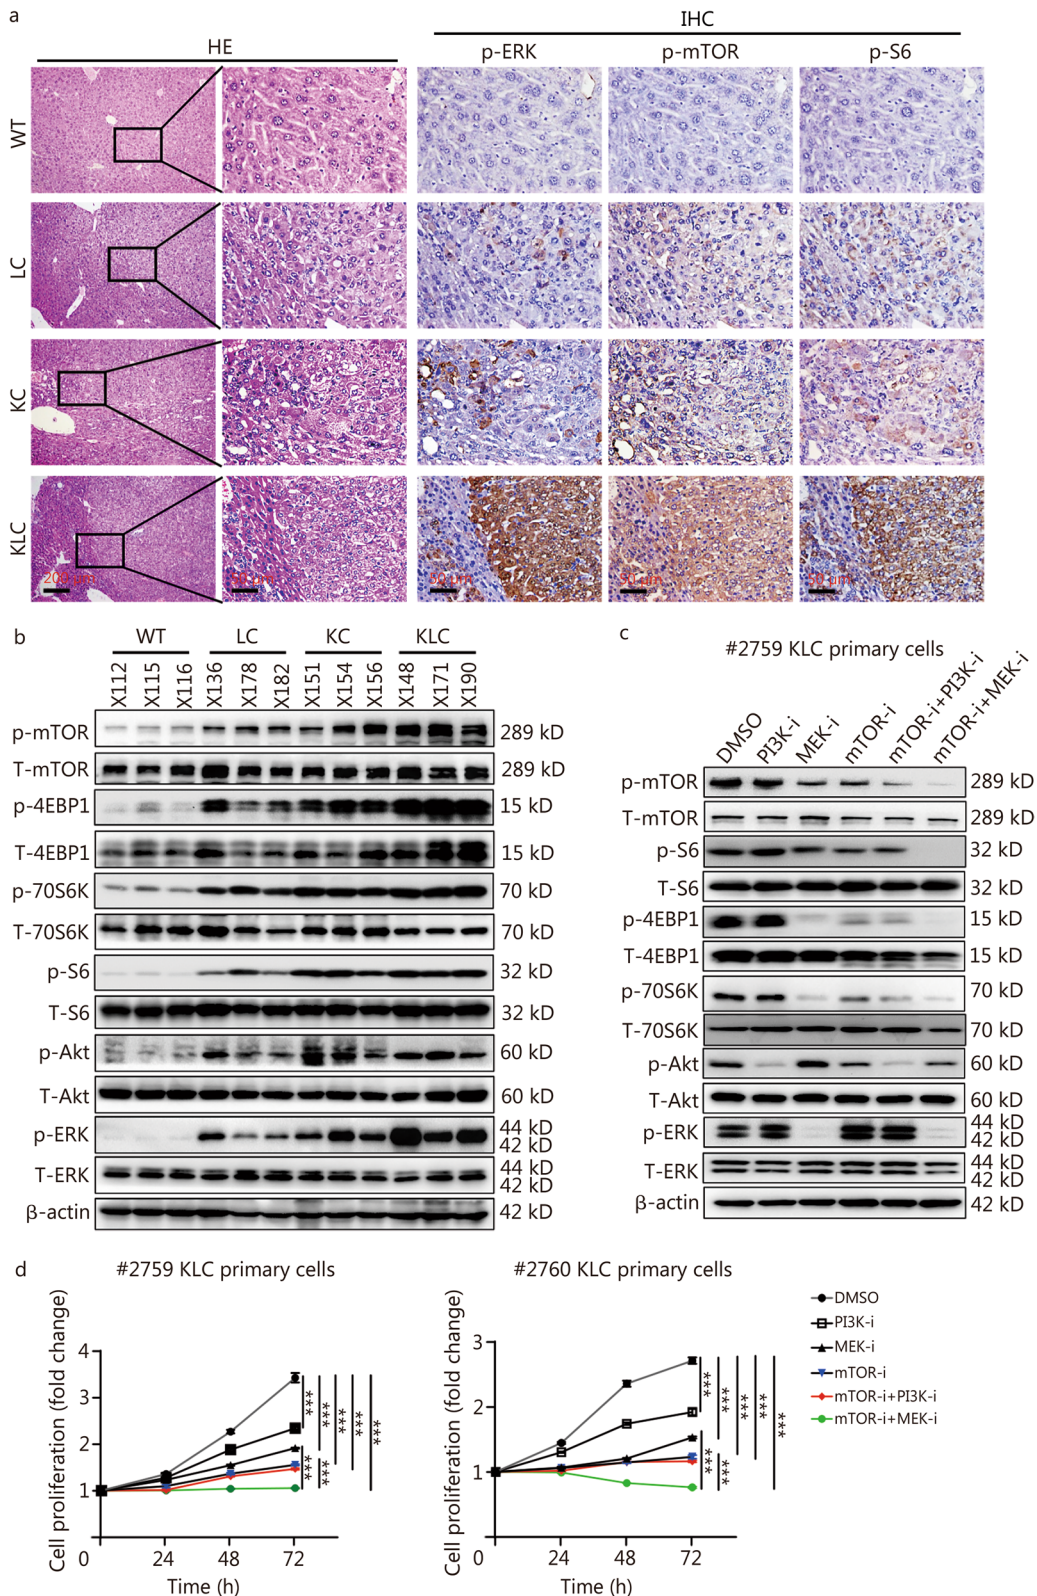 a
IHC
HE
p-ERK p-mTOR p-S6
WT
LC
KC
KLC
200 μm 50 μm 50 μm 50 μm 50 μm
b
WT LC KC KLC
X112 X115 X116 X136 X178 X182 X151 X154 X156 X148 X171 X190
p-mTOR 289 kD
T-mTOR 289 kD
p-4EBP1 15 kD
T-4EBP1 15 kD
p-70S6K 70 kD
T-70S6K 70 kD
p-S6 32 kD
T-S6 32 kD
p-Akt 60 kD
T-Akt 60 kD
p-ERK 44 kD
42 kD
T-ERK 44 kD
42 kD
β-actin 42 kD
c
#2759 KLC primary cells
DMSO PI3K-i MEK-i mTOR-i mTOR-i+PI3K-i mTOR-i+MEK-i
p-mTOR 289 kD
T-mTOR 289 kD
p-S6 32 kD
T-S6 32 kD
p-4EBP1 15 kD
T-4EBP1 15 kD
p-70S6K 70 kD
T-70S6K 70 kD
p-Akt 60 kD
T-Akt 60 kD
p-ERK 44 kD
42 kD
T-ERK 44 kD
42 kD
β-actin 42 kD
d
#2759 KLC primary cells
Cell proliferation (fold change)
4
3
2
1
0 24 48 72
Time (h)
*** *** *** *** ***
*** ***
#2760 KLC primary cells
Cell proliferation (fold change)
3
2
1
0 24 48 72
Time (h)
*** *** *** *** ***
*** ***
DMSO
PI3K-i
MEK-i
mTOR-i
mTOR-i+PI3K-i
mTOR-i+MEK-i